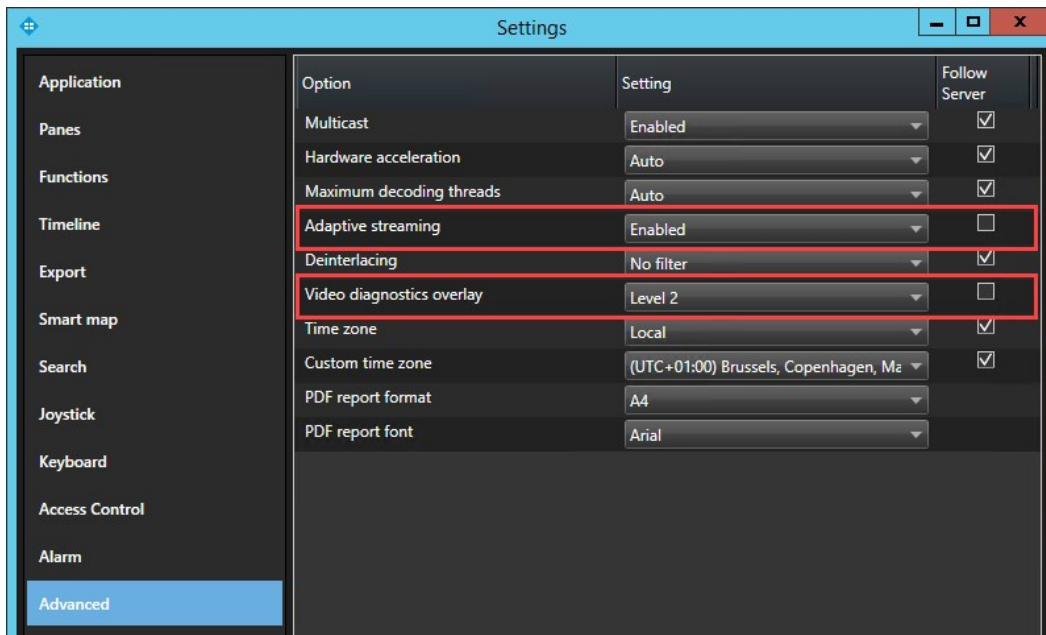 Settings
Application
Panes
Functions
Timeline
Export
Smart map
Search
Joystick
Keyboard
Access Control
Alarm
Advanced
Option Setting Follow
Server
Multicast Enabled
Hardware acceleration Auto
Maximum decoding threads Auto
Adaptive streaming Enabled
Deinterlacing No filter
Video diagnostics overlay Level 2
Time zone Local
Custom time zone (UTC+01:00) Brussels, Copenhagen, Ma
PDF report format A4
PDF report font Arial